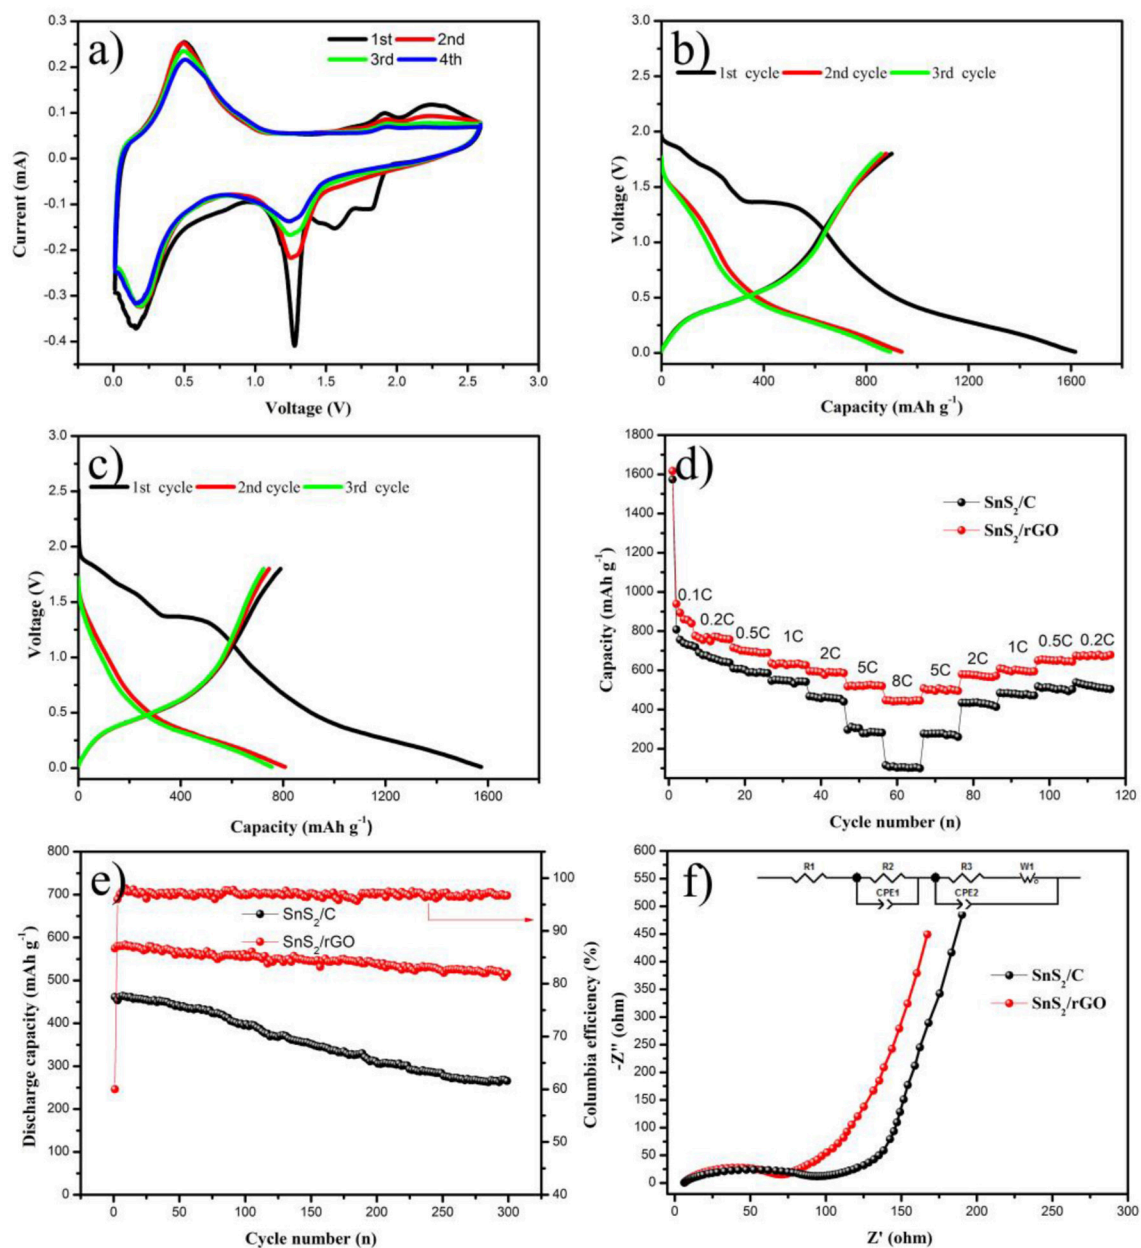 a)
1st 2nd
3rd 4th
0.3
0.2
0.1
0.0
-0.1
-0.2
-0.3
-0.4
Current (mA)
0.0 0.5 1.0 1.5 2.0 2.5 3.0
Voltage (V)
b)
1st cycle 2nd cycle 3rd cycle
3.0
2.5
2.0
1.5
1.0
0.5
0.0
Voltage (V)
0 400 800 1200 1600
Capacity (mAh g-1)
c)
1st cycle 2nd cycle 3rd cycle
3.0
2.5
2.0
1.5
1.0
0.5
0.0
Voltage (V)
0 400 800 1200 1600
Capacity (mAh g-1)
d)
SnS2/C
SnS2/rGO
1800
1600
1400
1200
1000
800
600
400
200
Capacity (mAh g-1)
0.1C 0.2C 0.5C 1C 2C 5C 8C 5C 2C 1C 0.5C 0.2C
0 20 40 60 80 100 120
Cycle number (n)
e)
SnS2/C
SnS2/rGO
800
700
600
500
400
300
200
100
0
Discharge capacity (mAh g-1)
100
90
80
70
60
50
40
Columbia efficiency (%)
0 50 100 150 200 250 300
Cycle number (n)
f)
R1 R2 R3 W1
CPE1 CPE2
SnS2/C
SnS2/rGO
600
550
500
450
400
350
300
250
200
150
100
50
0
-Z'' (ohm)
0 50 100 150 200 250 300
Z' (ohm)